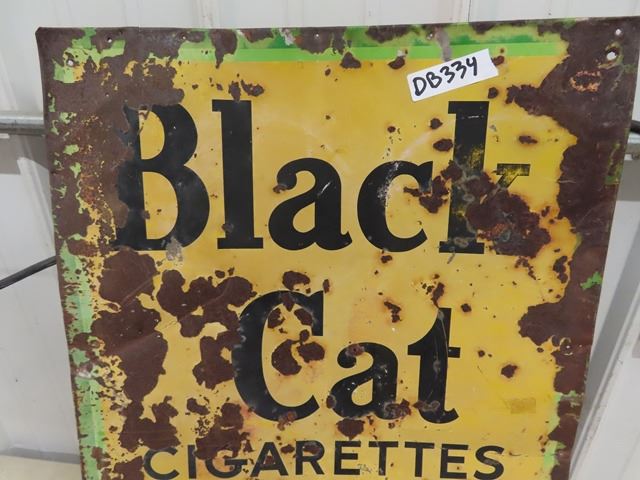 DB334
Black
Cat
CIGARETTES